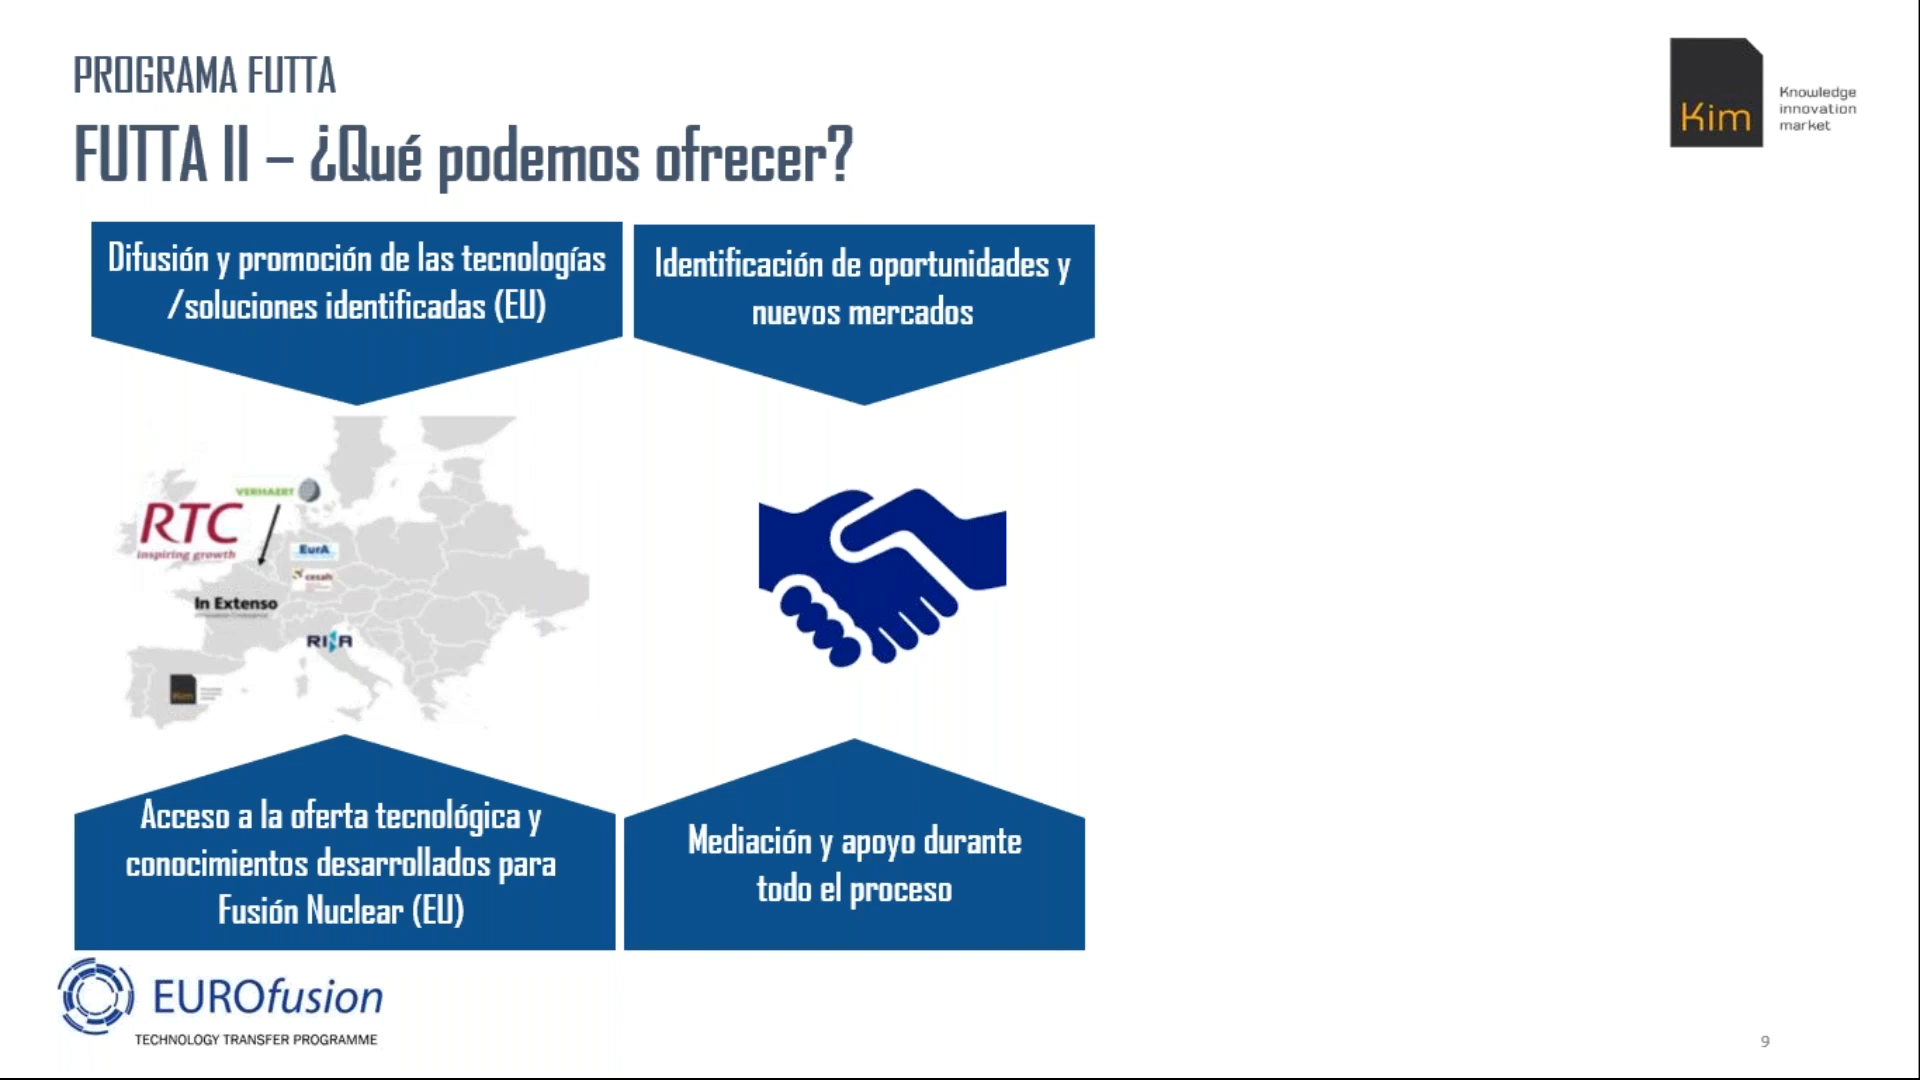 PROGRAMA FUTTA
FUTTA II – ¿Qué podemos ofrecer?
Kim
Knowledge
innovation
market
Difusión y promoción de las tecnologías
/soluciones identificadas (EU)
Identificación de oportunidades y
nuevos mercados
VERHAERT
RTC
inspiring growth
EurA
cesah
In Extenso
RINA
Kim
Acceso a la oferta tecnológica y
conocimientos desarrollados para
Fusión Nuclear (EU)
Mediación y apoyo durante
todo el proceso
EUROfusion
TECHNOLOGY TRANSFER PROGRAMME
9